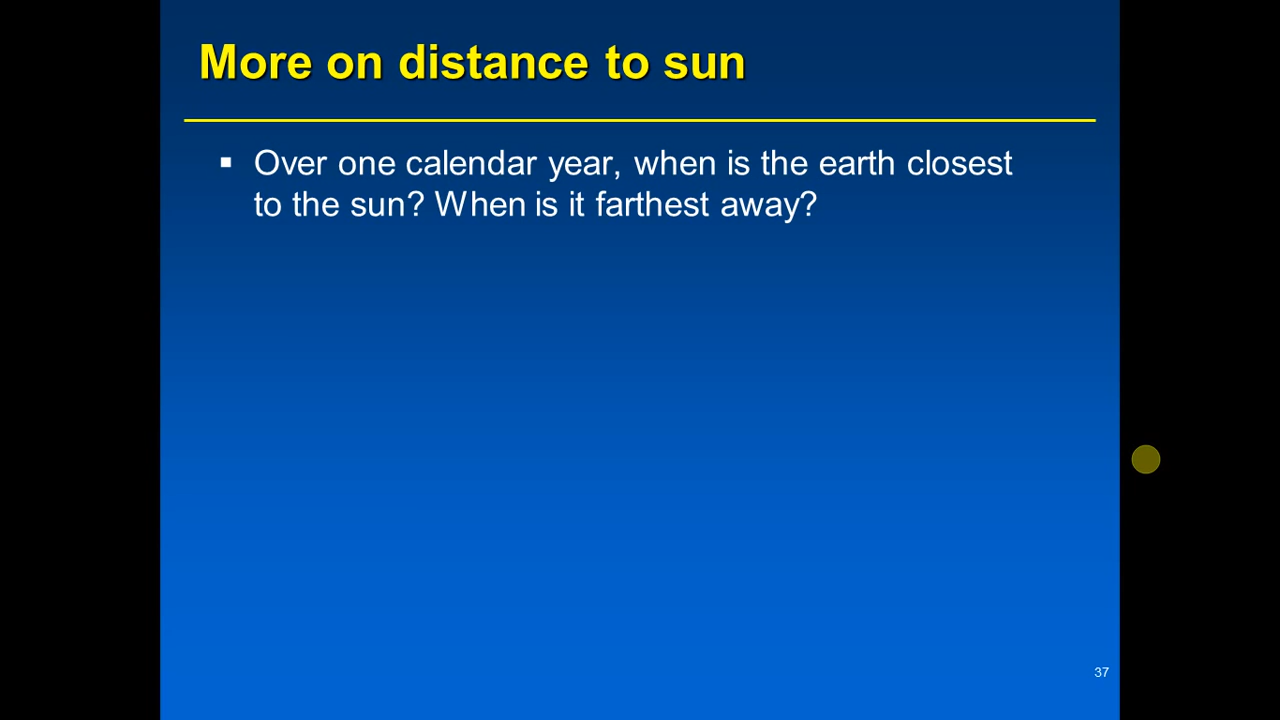 More on distance to sun
▪ Over one calendar year, when is the earth closest
to the sun? When is it farthest away?
37